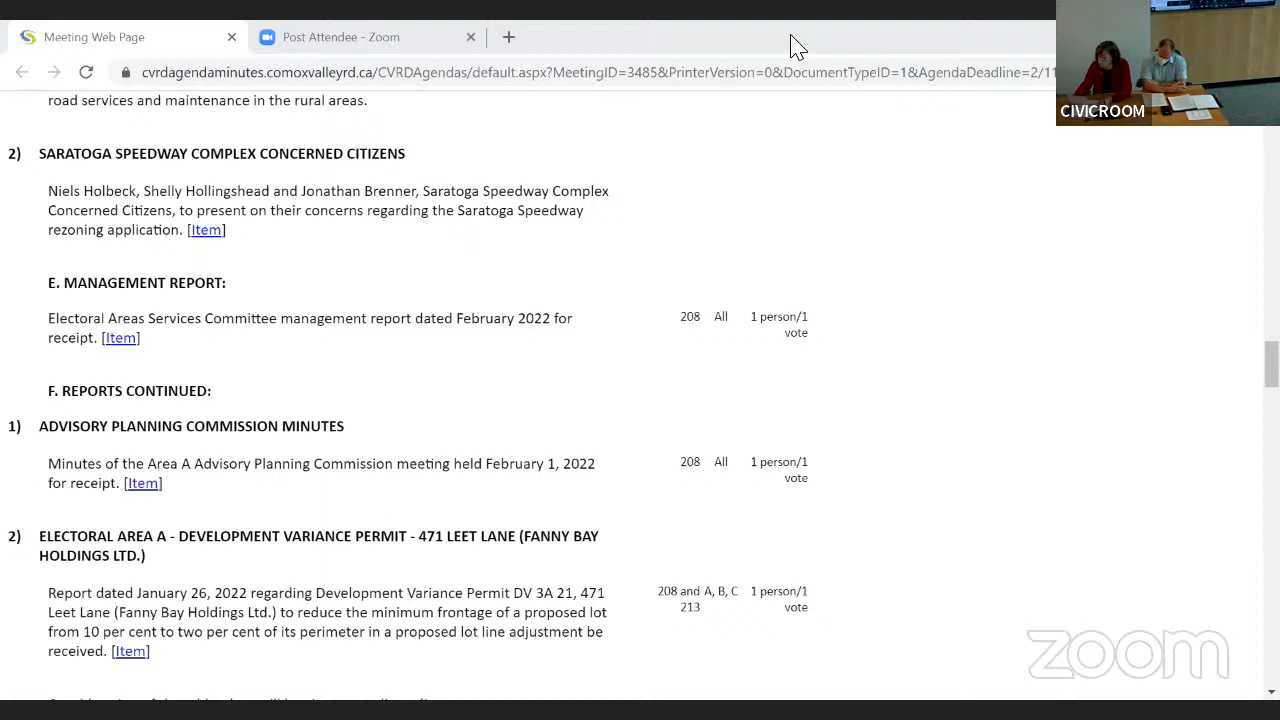 Meeting Web Page
Post Attendee - Zoom
cvrdagendaminutes.comoxvalleyrd.ca/CVRDAgendas/default.aspx?MeetingID=3485&PrinterVersion=0&DocumentTypeID=1&AgendaDeadline=2/11
CIVICROOM
road services and maintenance in the rural areas.
2) SARATOGA SPEEDWAY COMPLEX CONCERNED CITIZENS
Niels Holbeck, Shelly Hollingshead and Jonathan Brenner, Saratoga Speedway Complex
Concerned Citizens, to present on their concerns regarding the Saratoga Speedway
rezoning application. [Item]
E. MANAGEMENT REPORT:
Electoral Areas Services Committee management report dated February 2022 for
receipt. [Item]
208 All 1 person/1
vote
F. REPORTS CONTINUED:
1) ADVISORY PLANNING COMMISSION MINUTES
Minutes of the Area A Advisory Planning Commission meeting held February 1, 2022
for receipt. [Item]
208 All 1 person/1
vote
2) ELECTORAL AREA A - DEVELOPMENT VARIANCE PERMIT - 471 LEET LANE (FANNY BAY
HOLDINGS LTD.)
Report dated January 26, 2022 regarding Development Variance Permit DV 3A 21, 471
Leet Lane (Fanny Bay Holdings Ltd.) to reduce the minimum frontage of a proposed lot
from 10 per cent to two per cent of its perimeter in a proposed lot line adjustment be
received. [Item]
208 and A, B, C 1 person/1
213 vote
zoom